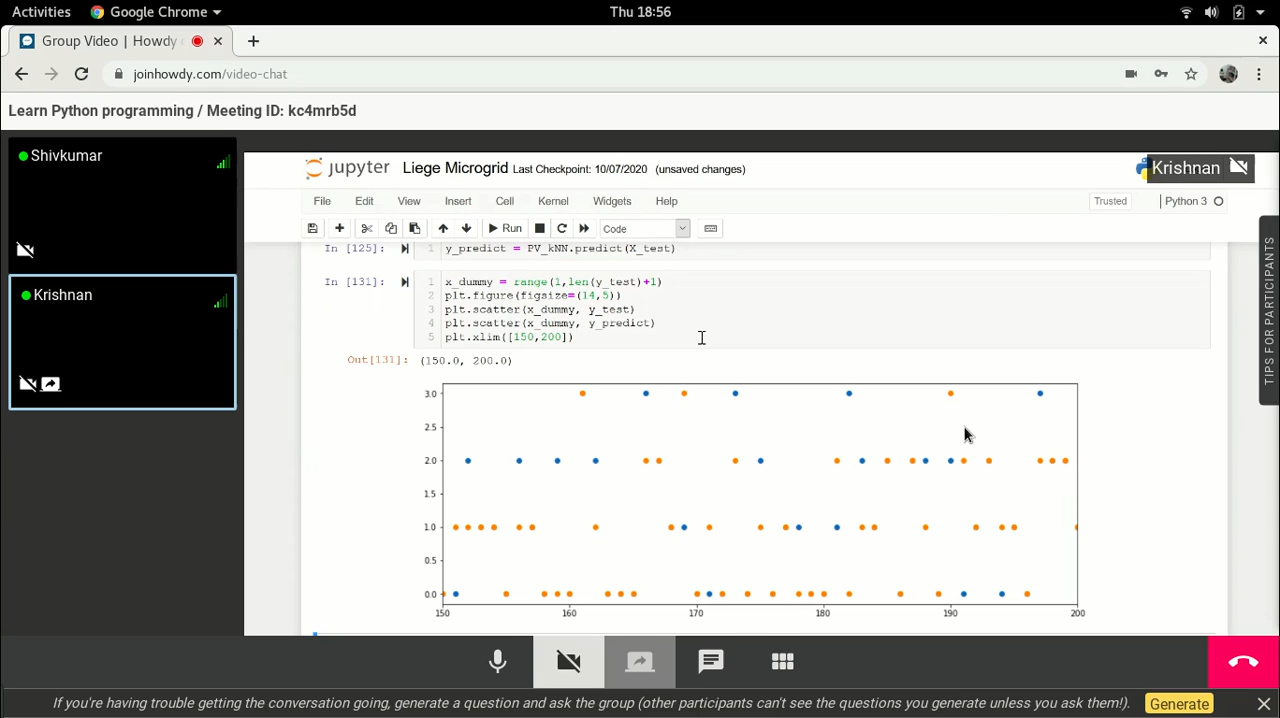 Activities Google Chrome Thu 18:56
Group Video | Howdy
joinhowdy.com/video-chat
Learn Python programming / Meeting ID: kc4mrb5d
Shivkumar
Krishnan
jupyter Liege Microgrid Last Checkpoint: 10/07/2020 (unsaved changes)
Krishnan
File Edit View Insert Cell Kernel Widgets Help Trusted Python 3
Run Code
In [125]: 1 y_predict = PV_kNN.predict(X_test)
In [131]: 1 x_dummy = range(1,len(y_test)+1)
2 plt.figure(figsize=(14,5))
3 plt.scatter(x_dummy, y_test)
4 plt.scatter(x_dummy, y_predict)
5 plt.xlim([150,200])
Out[131]: (150.0, 200.0)
3.0
2.5
2.0
1.5
1.0
0.5
0.0
150 160 170 180 190 200
TIPS FOR PARTICIPANTS
If you're having trouble getting the conversation going, generate a question and ask the group (other participants can't see the questions you generate unless you ask them!). Generate